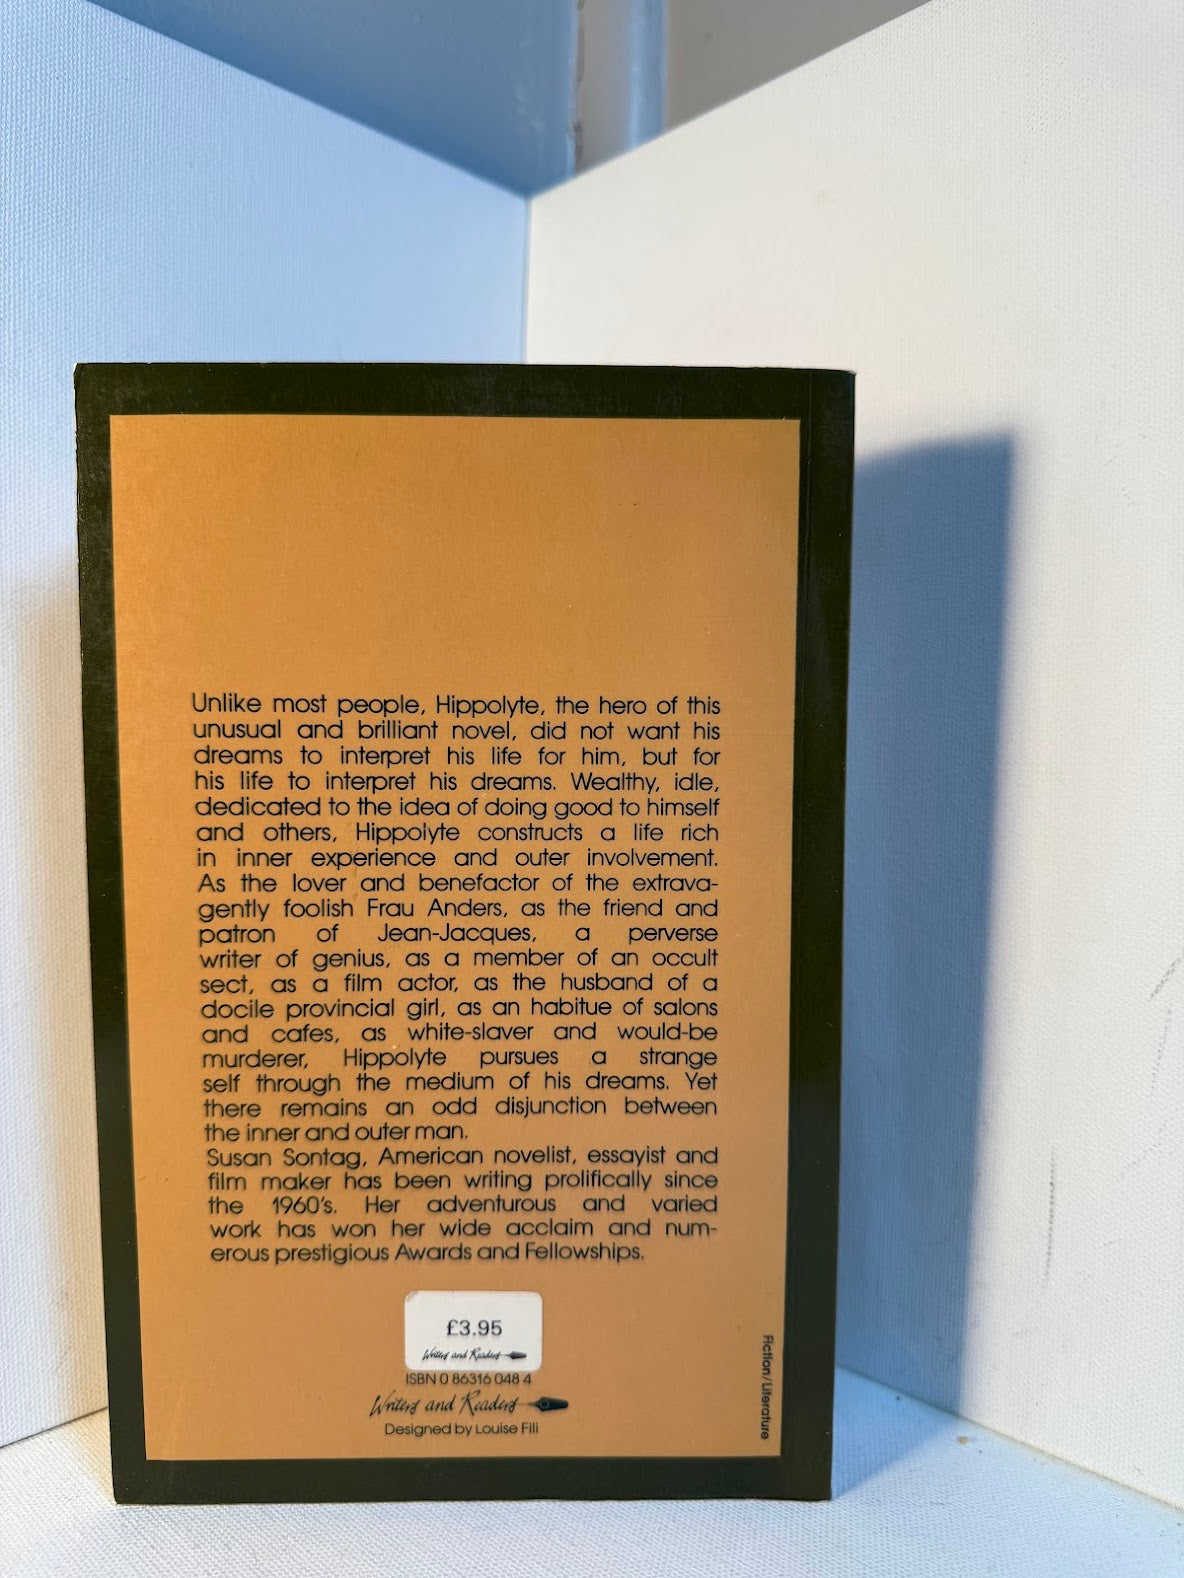 Unlike most people, Hippolyte, the hero of this
unusual and brilliant novel, did not want his
dreams to interpret his life for him, but for
his life to interpret his dreams. Wealthy, idle,
dedicated to the idea of doing good to himself
and others, Hippolyte constructs a life rich
in inner experience and outer involvement.
As the lover and benefactor of the extrava-
gently foolish Frau Anders, as the friend and
patron of Jean-Jacques, a perverse
writer of genius, as a member of an occult
sect, as a film actor, as the husband of a
docile provincial girl, as an habitue of salons
and cafes, as white-slaver and would-be
murderer, Hippolyte pursues a strange
self through the medium of his dreams. Yet
there remains an odd disjunction between
the inner and outer man.
Susan Sontag, American novelist, essayist and
film maker has been writing prolifically since
the 1960's. Her adventurous and varied
work has won her wide acclaim and num-
erous prestigious Awards and Fellowships.
£3.95
Writers and Readers
ISBN 0 86316 048 4
Writers and Readers
Designed by Louise Fili
Fiction/Literature